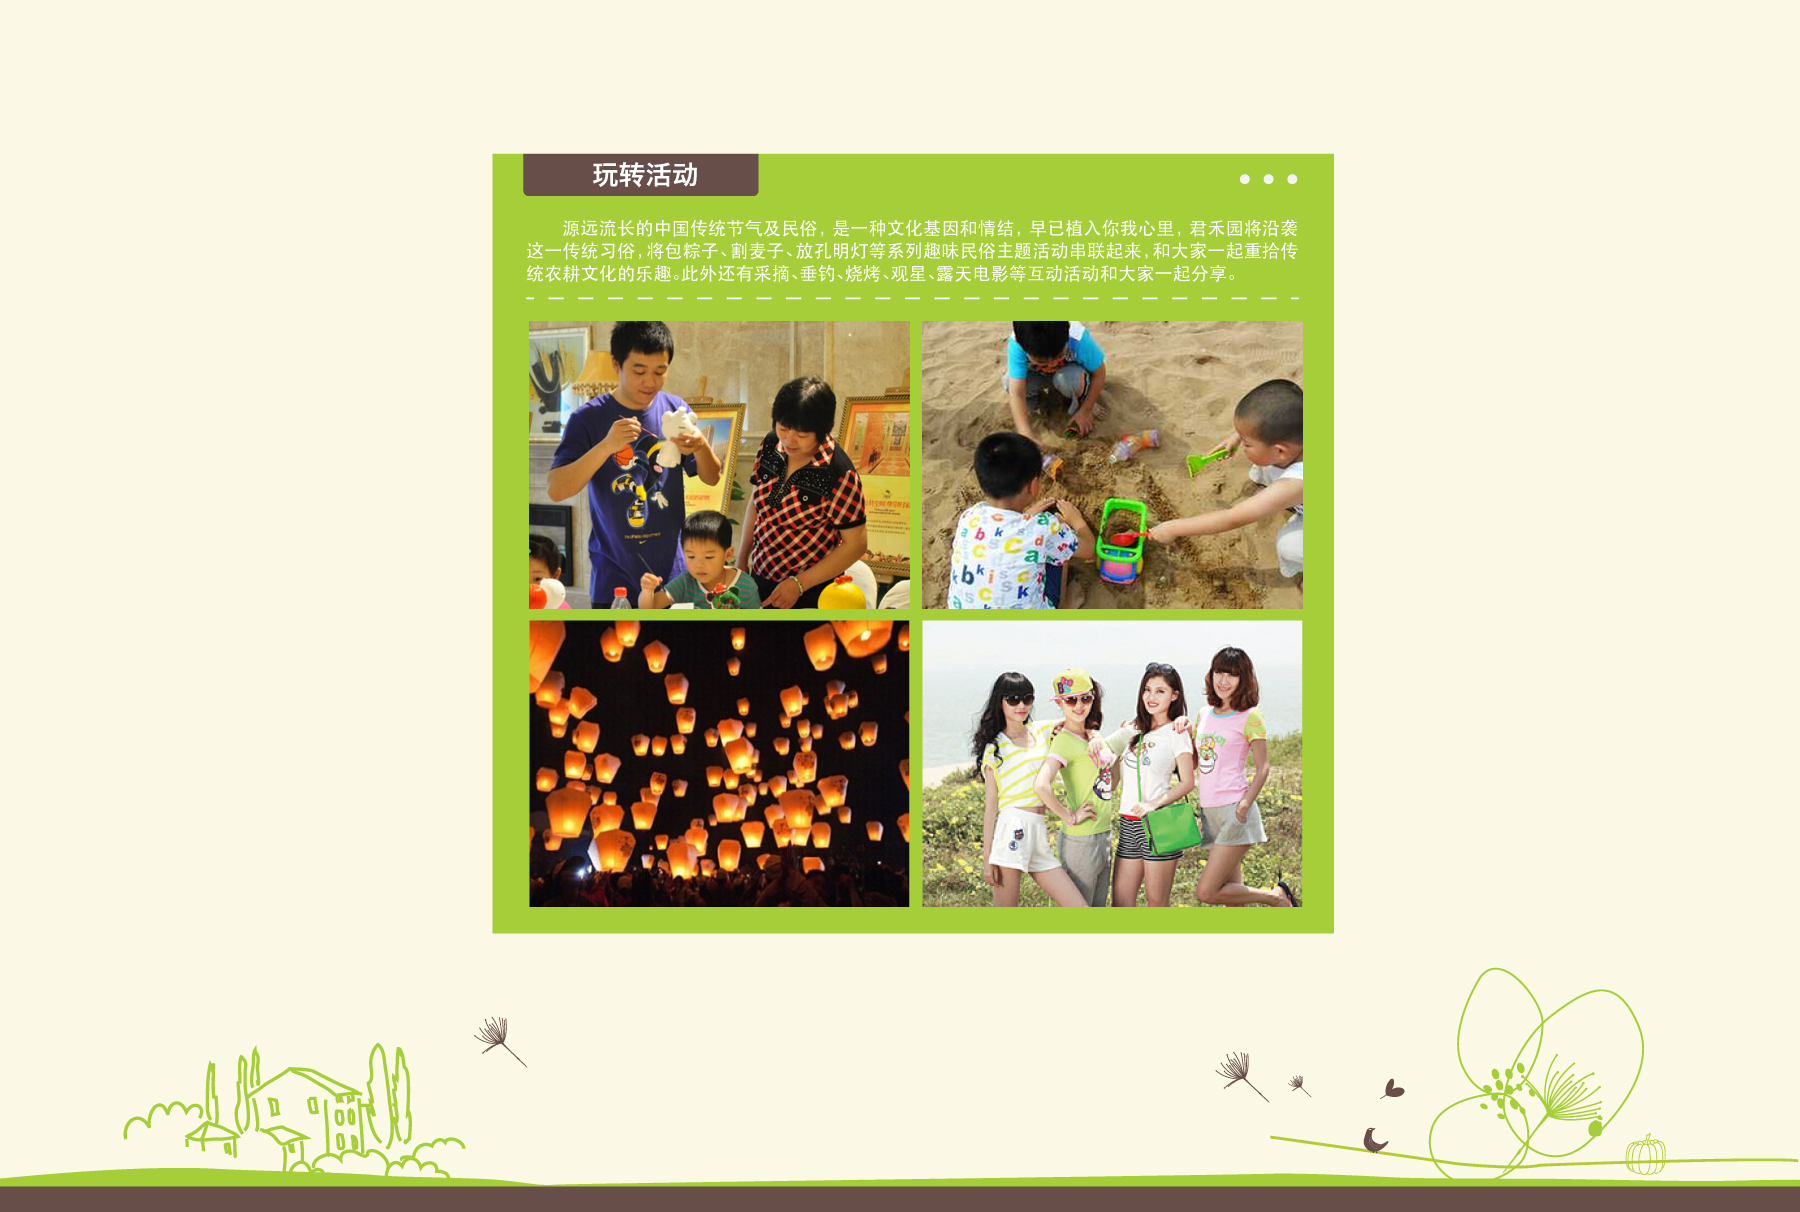 玩转活动
源远流长的中国传统节气及民俗，是一种文化基因和情结，早已植入你我心里，君禾园将沿袭
这一传统习俗，将包粽子、割麦子、放孔明灯等系列趣味民俗主题活动串联起来，和大家一起重拾传
统农耕文化的乐趣。此外还有采摘、垂钓、烧烤、观星、露天电影等互动活动和大家一起分享。